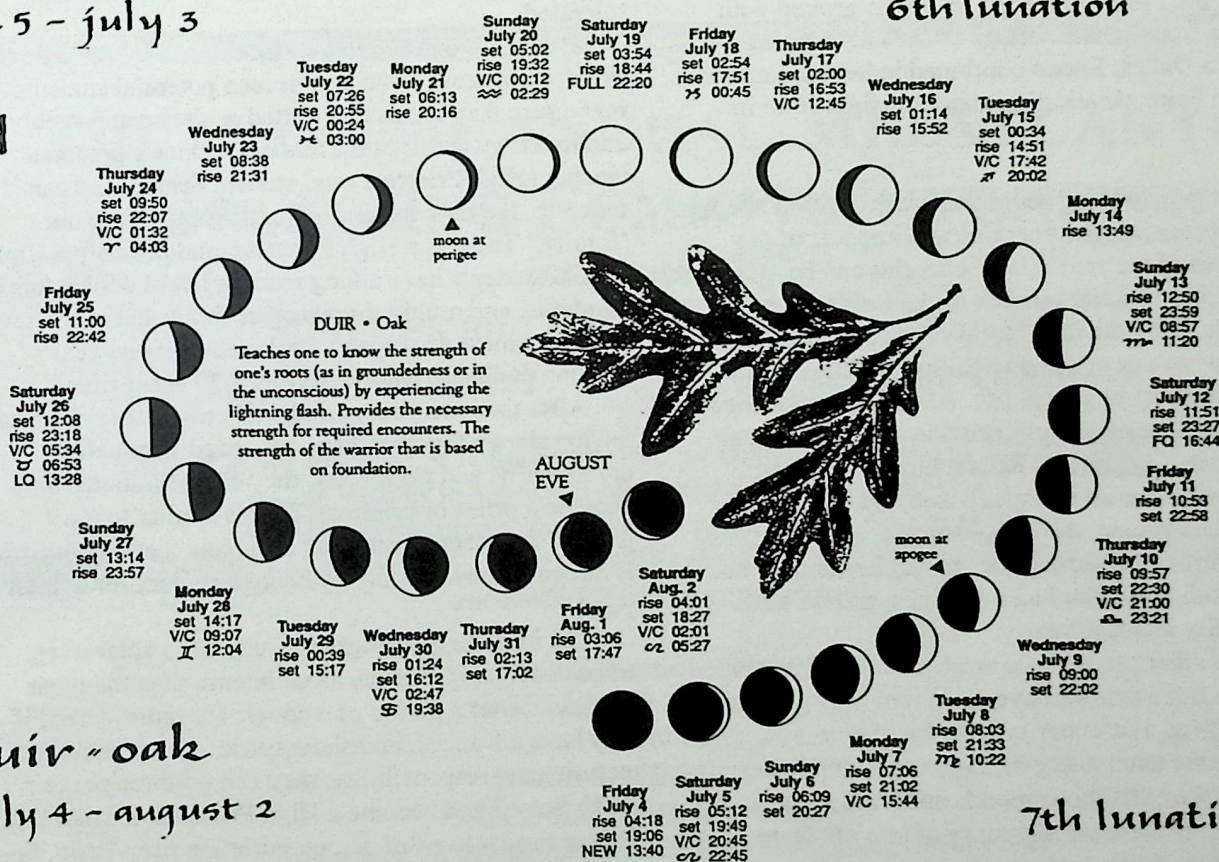 5 - july 3
6th lunation
Friday
July 4
rise 04:18
set 19:06
NEW 13:40
Saturday
July 5
rise 05:12
set 19:49
V/C 20:45
♌ 22:45
Sunday
July 6
rise 06:09
set 20:27
Monday
July 7
rise 07:06
set 21:02
V/C 15:44
Tuesday
July 8
rise 08:03
set 21:33
♍ 10:22
Wednesday
July 9
rise 09:00
set 22:02
Thursday
July 10
rise 09:57
set 22:30
V/C 21:00
♎ 23:21
moon at
apogee
Friday
July 11
rise 10:53
set 22:58
Saturday
July 12
rise 11:51
set 23:27
FQ 16:44
Sunday
July 13
rise 12:50
set 23:59
V/C 08:57
♏ 11:20
Monday
July 14
rise 13:49
Tuesday
July 15
set 00:34
rise 14:51
V/C 17:42
♐ 20:02
Wednesday
July 16
set 01:14
rise 15:52
Thursday
July 17
set 02:00
rise 16:53
V/C 12:45
Friday
July 18
set 02:54
rise 17:51
♑ 00:45
Saturday
July 19
set 03:54
rise 18:44
FULL 22:20
Sunday
July 20
set 05:02
rise 19:32
V/C 00:12
♒ 02:29
Monday
July 21
set 06:13
rise 20:16
moon at
perigee
Tuesday
July 22
set 07:26
rise 20:55
V/C 00:24
♓ 03:00
Wednesday
July 23
set 08:38
rise 21:31
Thursday
July 24
set 09:50
rise 22:07
V/C 01:32
♈ 04:03
Friday
July 25
set 11:00
rise 22:42
Saturday
July 26
set 12:08
rise 23:18
V/C 05:34
♉ 06:53
LQ 13:28
Sunday
July 27
set 13:14
rise 23:57
Monday
July 28
set 14:17
V/C 09:07
♊ 12:04
Tuesday
July 29
rise 00:39
set 15:17
Wednesday
July 30
rise 01:24
set 16:12
V/C 02:47
♋ 19:38
Thursday
July 31
rise 02:13
set 17:02
Friday
Aug. 1
rise 03:06
set 17:47
AUGUST
EVE
Saturday
Aug. 2
rise 04:01
set 18:27
V/C 02:01
♌ 05:27
DUIR • Oak
Teaches one to know the strength of
one's roots (as in groundedness or in
the unconscious) by experiencing the
lightning flash. Provides the necessary
strength for required encounters. The
strength of the warrior that is based
on foundation.
uir - oak
ly 4 - august 2
7th lunati